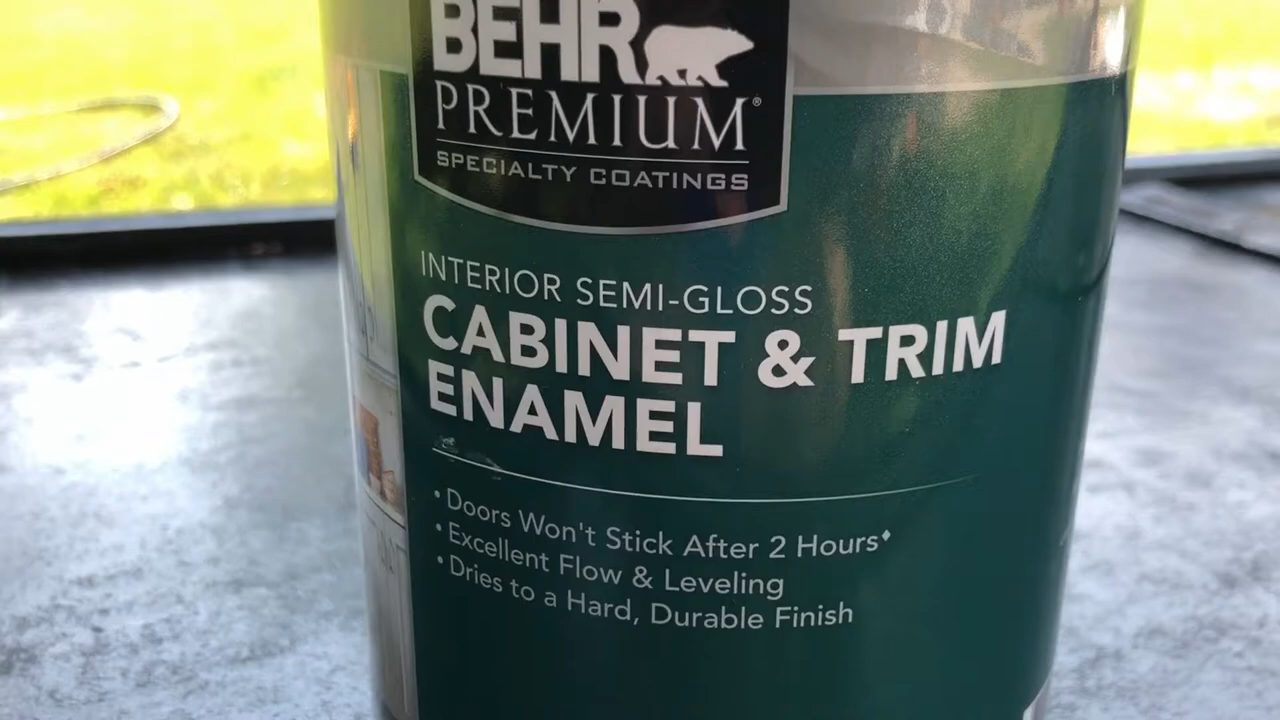 BEHR
PREMIUM®
SPECIALTY COATINGS
INTERIOR SEMI-GLOSS
CABINET & TRIM
ENAMEL
• Doors Won't Stick After 2 Hours♦
• Excellent Flow & Leveling
• Dries to a Hard, Durable Finish